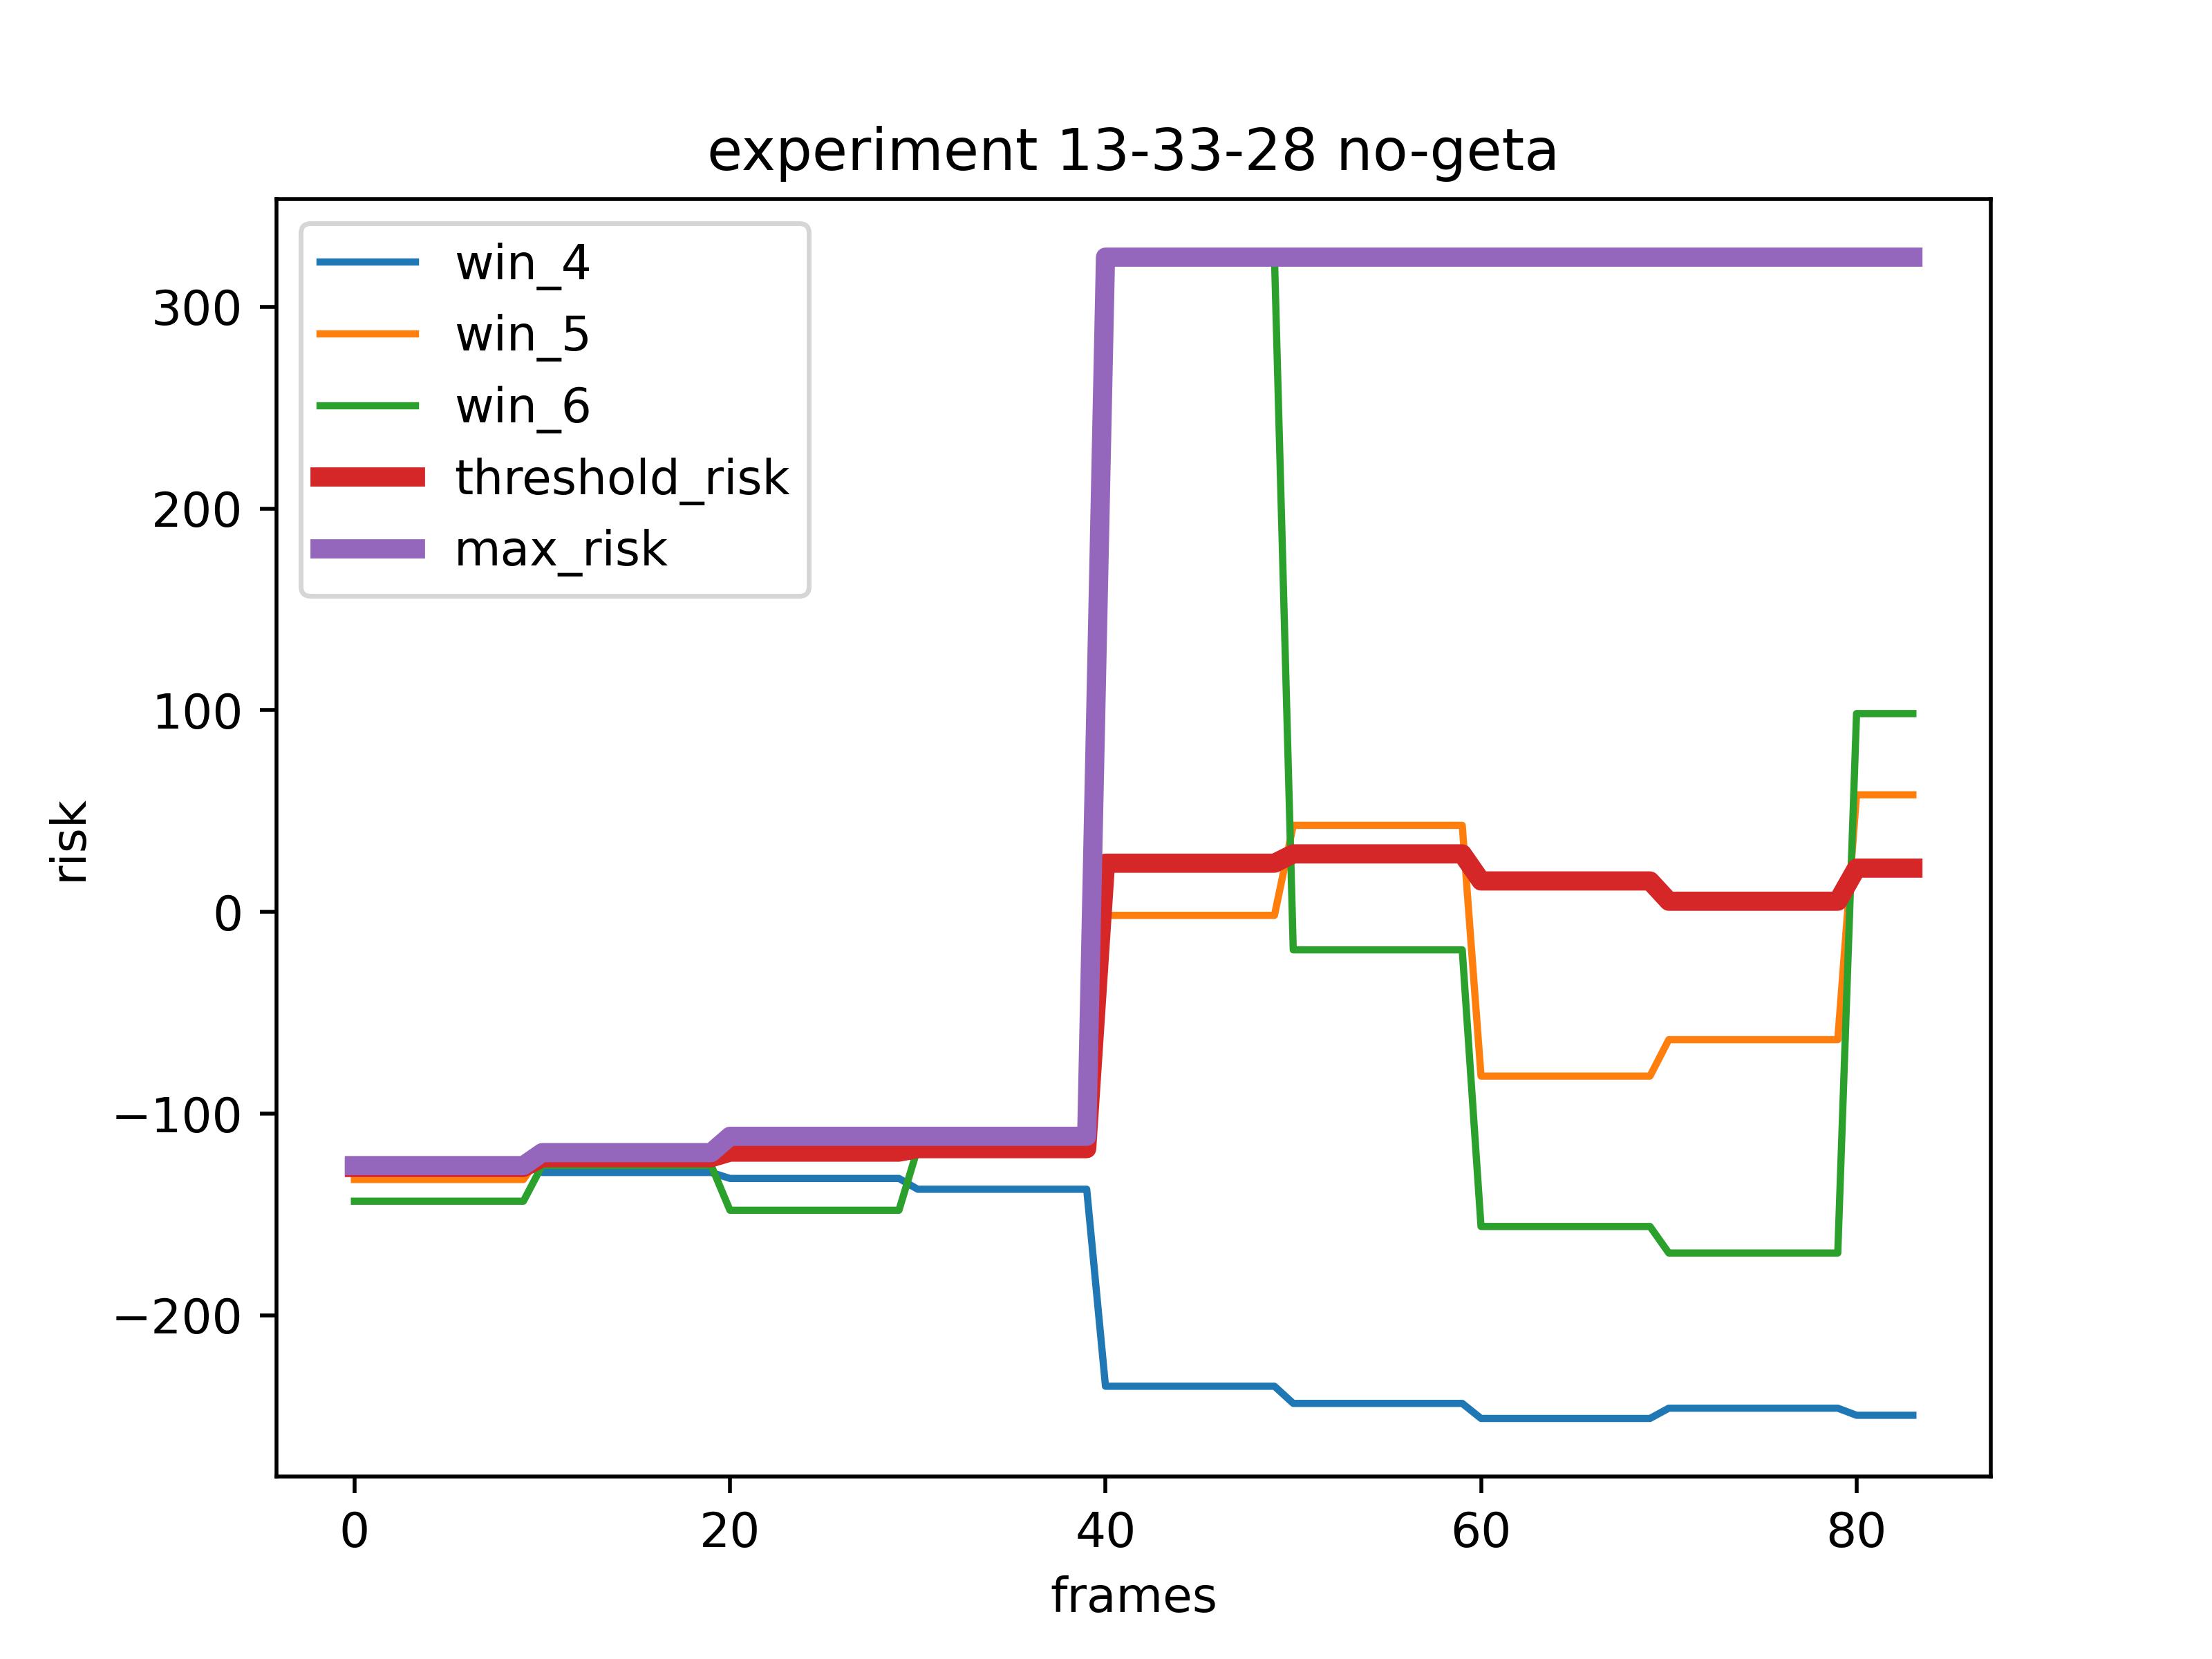 experiment 13-33-28 no-geta
win_4
win_5
win_6
threshold_risk
max_risk
300
200
100
0
−100
−200
risk
0 20 40 60 80
frames